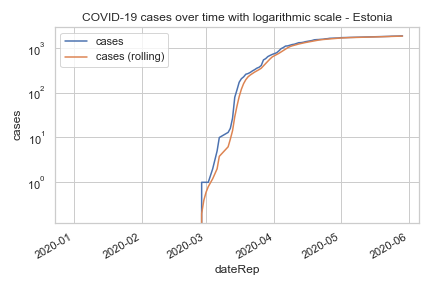 COVID-19 cases over time with logarithmic scale - Estonia
cases
cases (rolling)
10³
10²
10¹
10⁰
cases
2020-01
2020-02
2020-03
2020-04
2020-05
2020-06
dateRep